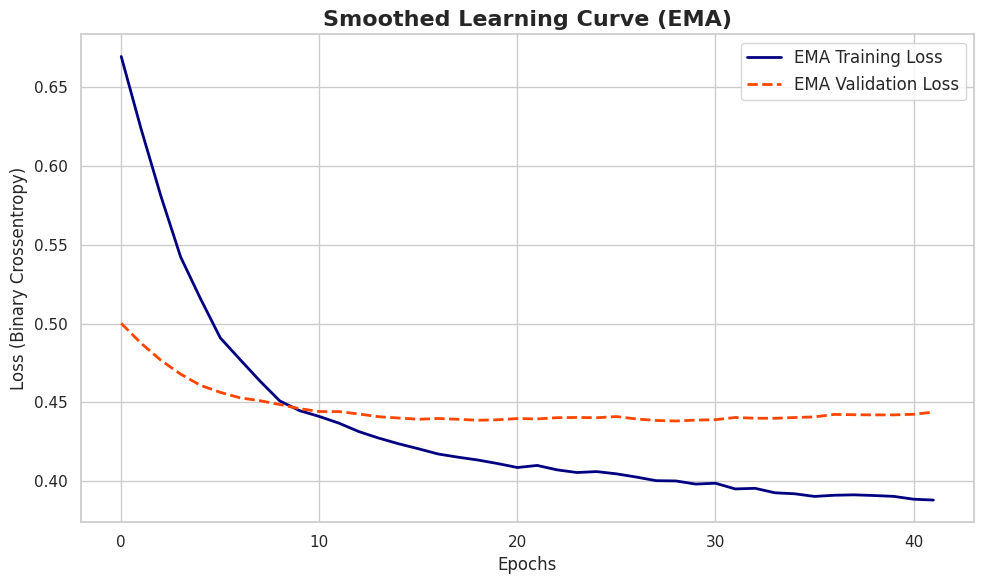 Smoothed Learning Curve (EMA)
EMA Training Loss
EMA Validation Loss
Loss (Binary Crossentropy)
0.65
0.60
0.55
0.50
0.45
0.40
0 10 20 30 40
Epochs